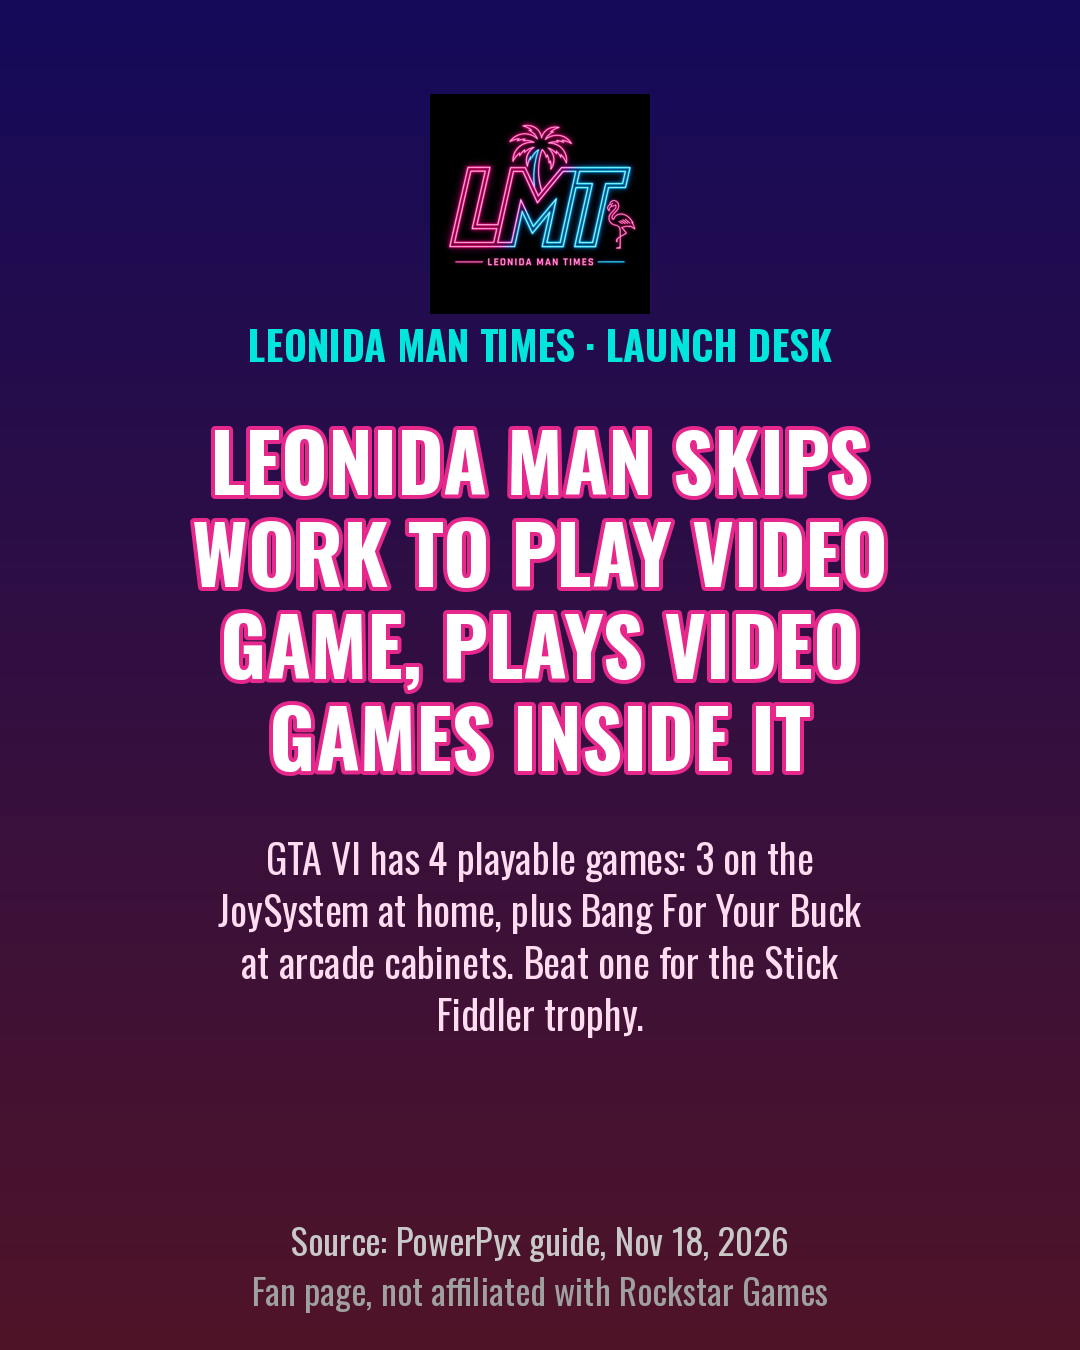 LMT
LEONIDA MAN TIMES
LEONIDA MAN TIMES · LAUNCH DESK
LEONIDA MAN SKIPS
WORK TO PLAY VIDEO
GAME, PLAYS VIDEO
GAMES INSIDE IT
GTA VI has 4 playable games: 3 on the
JoySystem at home, plus Bang For Your Buck
at arcade cabinets. Beat one for the Stick
Fiddler trophy.
Source: PowerPyx guide, Nov 18, 2026
Fan page, not affiliated with Rockstar Games